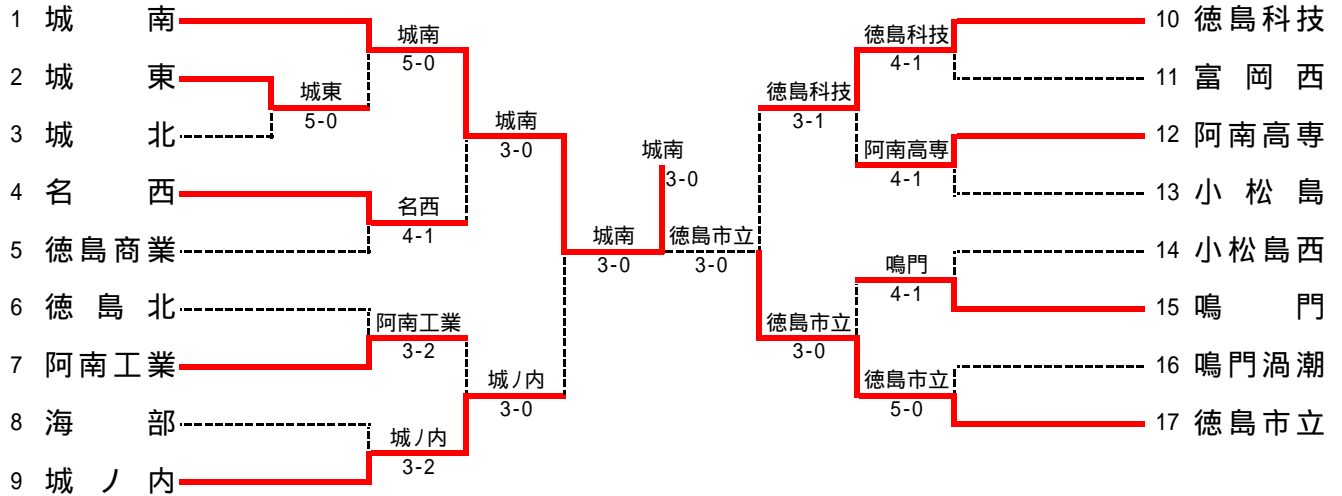 1 城 南
2 城 東
3 城 北
4 名 西
5 徳島商業
6 徳 島 北
7 阿南工業
8 海 部
9 城 ノ 内
城東
5-0
城南
5-0
名西
4-1
阿南工業
3-2
城ノ内
3-2
城南
3-0
城ノ内
3-0
城南
3-0
城南
3-0
徳島市立
3-0
徳島科技
3-1
徳島市立
3-0
徳島科技
4-1
阿南高専
4-1
鳴門
4-1
徳島市立
5-0
10 徳島科技
11 富 岡 西
12 阿南高専
13 小 松 島
14 小松島西
15 鳴 門
16 鳴門渦潮
17 徳島市立